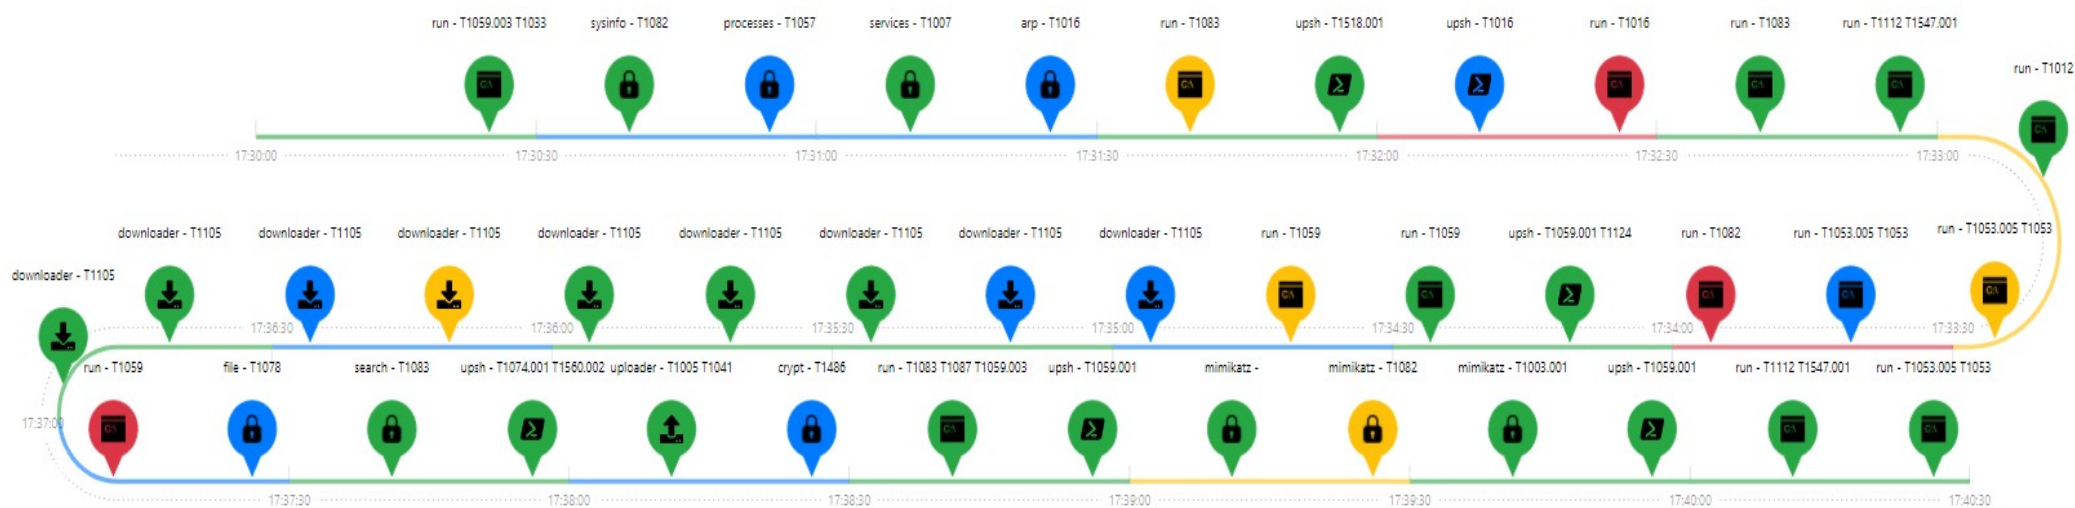 run - T1059.003 T1033
sysinfo - T1082
processes - T1057
services - T1007
arp - T1016
run - T1083
upsh - T1518.001
upsh - T1016
run - T1016
run - T1083
run - T1112 T1547.001
run - T1012
17:30:00
17:30:30
17:31:00
17:31:30
17:32:00
17:32:30
17:33:00
downloader - T1105
downloader - T1105
downloader - T1105
downloader - T1105
downloader - T1105
downloader - T1105
downloader - T1105
downloader - T1105
run - T1059
run - T1059
upsh - T1059.001 T1124
run - T1082
run - T1053.005 T1053
run - T1053.005 T1053
downloader - T1105
17:36:30
17:36:00
17:35:30
17:35:00
17:34:30
17:34:00
17:33:30
run - T1059
file - T1078
search - T1083
upsh - T1074.001 T1560.002
uploader - T1005 T1041
crypt - T1486
run - T1083 T1087 T1059.003
upsh - T1059.001
mimikatz -
mimikatz - T1082
mimikatz - T1003.001
upsh - T1059.001
run - T1112 T1547.001
run - T1053.005 T1053
17:37:00
17:37:30
17:38:00
17:38:30
17:39:00
17:39:30
17:40:00
17:40:30